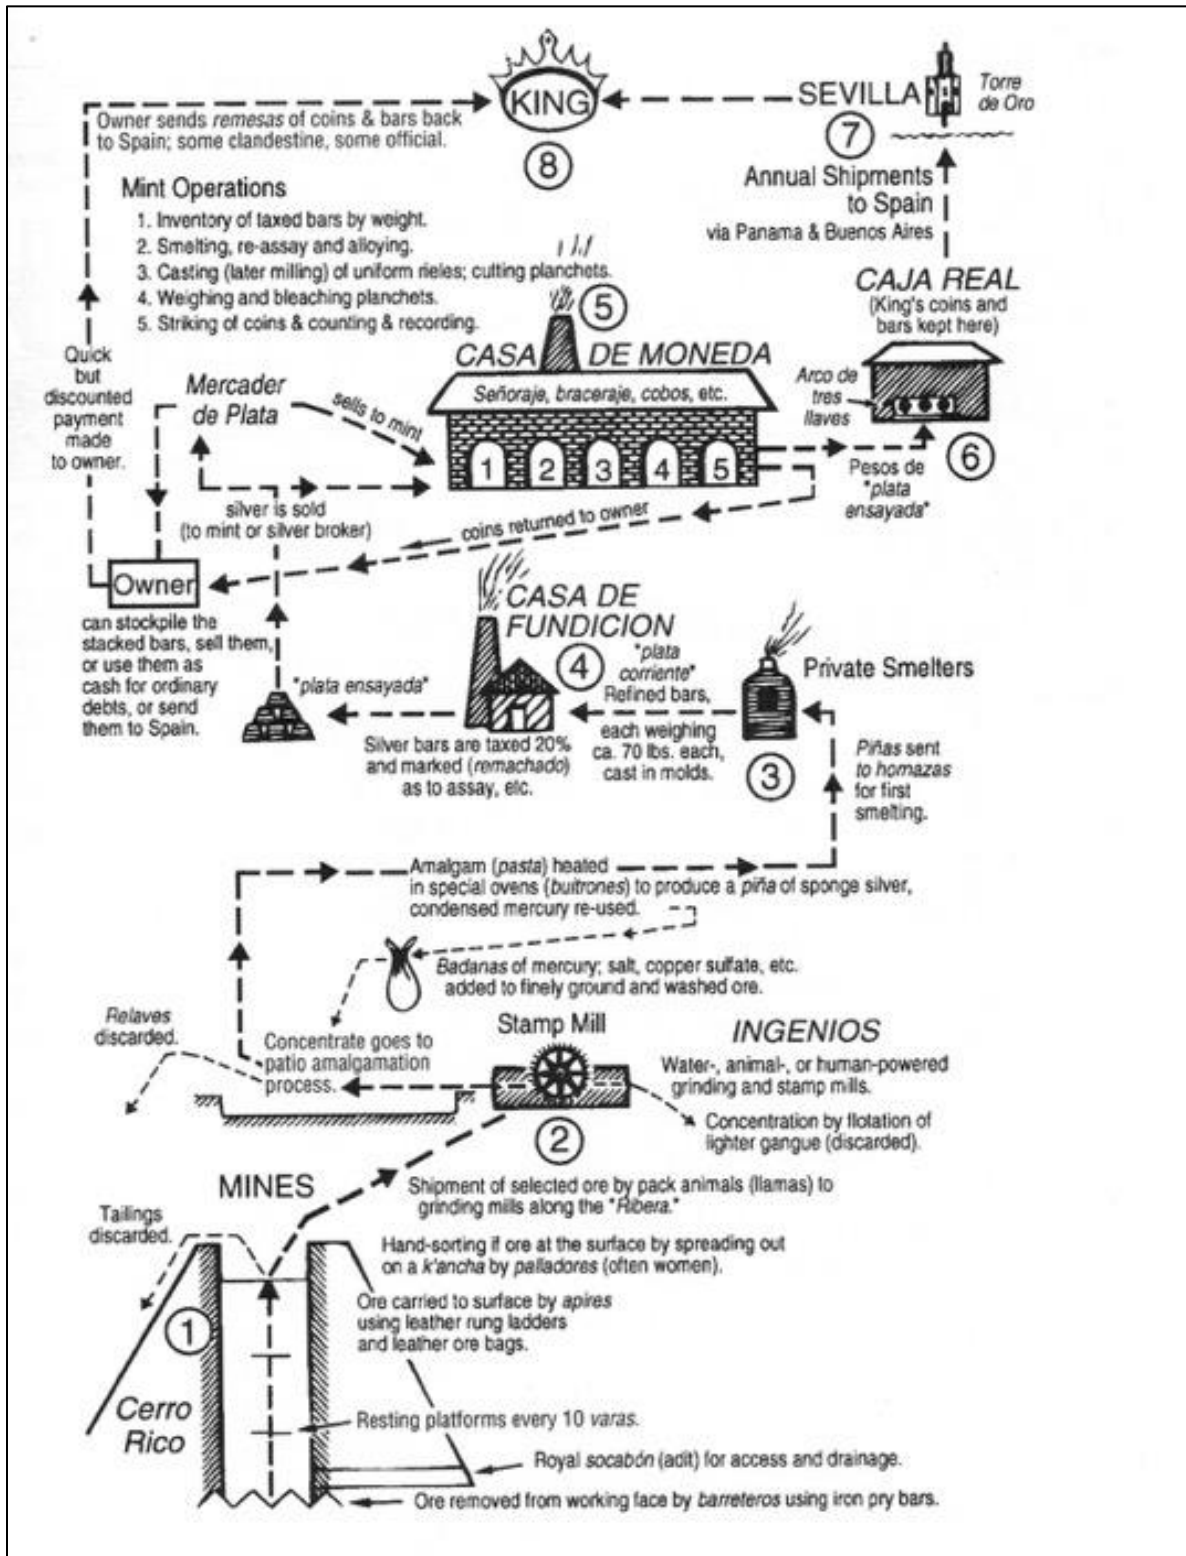 KING
8
SEVILLA
7
Torre
de Oro
Owner sends remesas of coins & bars back
to Spain; some clandestine, some official.
Annual Shipments
to Spain
via Panama & Buenos Aires
Mint Operations
1. Inventory of taxed bars by weight.
2. Smelting, re-assay and alloying.
3. Casting (later milling) of uniform rieles; cutting planchets.
4. Weighing and bleaching planchets.
5. Striking of coins & counting & recording.
5
CAJA REAL
(King's coins and
bars kept here)
Quick
but
discounted
payment
made
to owner.
Mercader
de Plata
sells to mint
CASA DE MONEDA
Señoraje, braceraje, cobos, etc.
1 2 3 4 5
Arco de
tres
llaves
6
Pesos de
"plata
ensayada"
silver is sold
(to mint or silver broker)
coins returned to owner
Owner
can stockpile the
stacked bars, sell them,
or use them as
cash for ordinary
debts, or send
them to Spain.
"plata ensayada"
CASA DE
FUNDICION
4
Silver bars are taxed 20%
and marked (remachado)
as to assay, etc.
"plata
corriente"
Refined bars,
each weighing
ca. 70 lbs. each,
cast in molds.
Private Smelters
3
Piñas sent
to homazas
for first
smelting.
Amalgam (pasta) heated
in special ovens (buitrones) to produce a piña of sponge silver,
condensed mercury re-used.
Badanas of mercury; salt, copper sulfate, etc.
added to finely ground and washed ore.
Relaves
discarded.
Concentrate goes to
patio amalgamation
process.
Stamp Mill
2
INGENIOS
Water-, animal-, or human-powered
grinding and stamp mills.
Concentration by flotation of
lighter gangue (discarded).
MINES
Shipment of selected ore by pack animals (llamas) to
grinding mills along the "Ribera."
Tailings
discarded.
Hand-sorting if ore at the surface by spreading out
on a k'ancha by palladores (often women).
1
Ore carried to surface by apires
using leather rung ladders
and leather ore bags.
Cerro
Rico
Resting platforms every 10 varas.
Royal socabón (adit) for access and drainage.
Ore removed from working face by barreteros using iron pry bars.